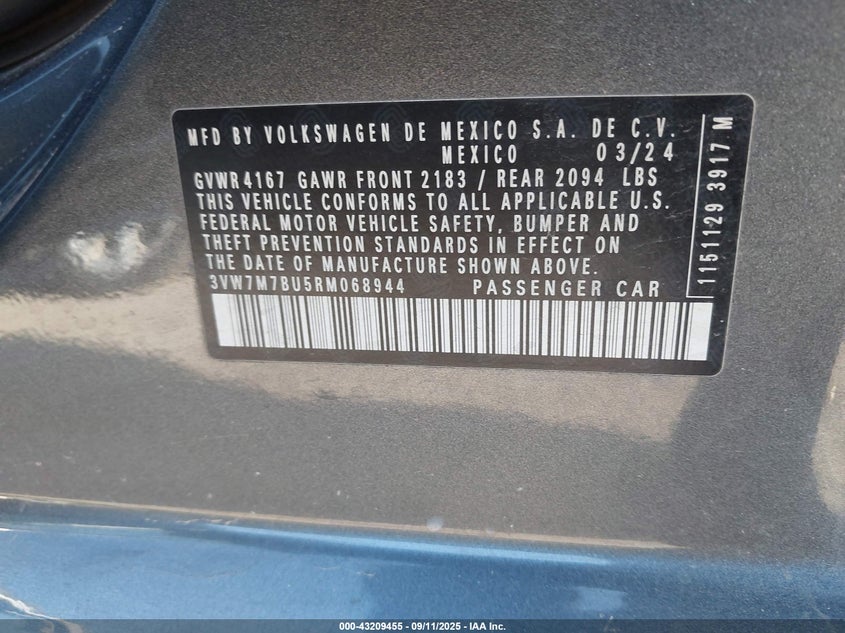 MFD BY VOLKSWAGEN DE MEXICO S.A. DE C.V.
MEXICO 03/24
GVWR 4167 GAWR FRONT 2183 / REAR 2094 LBS
THIS VEHICLE CONFORMS TO ALL APPLICABLE U.S.
FEDERAL MOTOR VEHICLE SAFETY, BUMPER AND
THEFT PREVENTION STANDARDS IN EFFECT ON
THE DATE OF MANUFACTURE SHOWN ABOVE.
3VW7M7BU5RM068944 PASSENGER CAR
1151129 3917 M
000-43209455 - 09/11/2025 - IAA Inc.